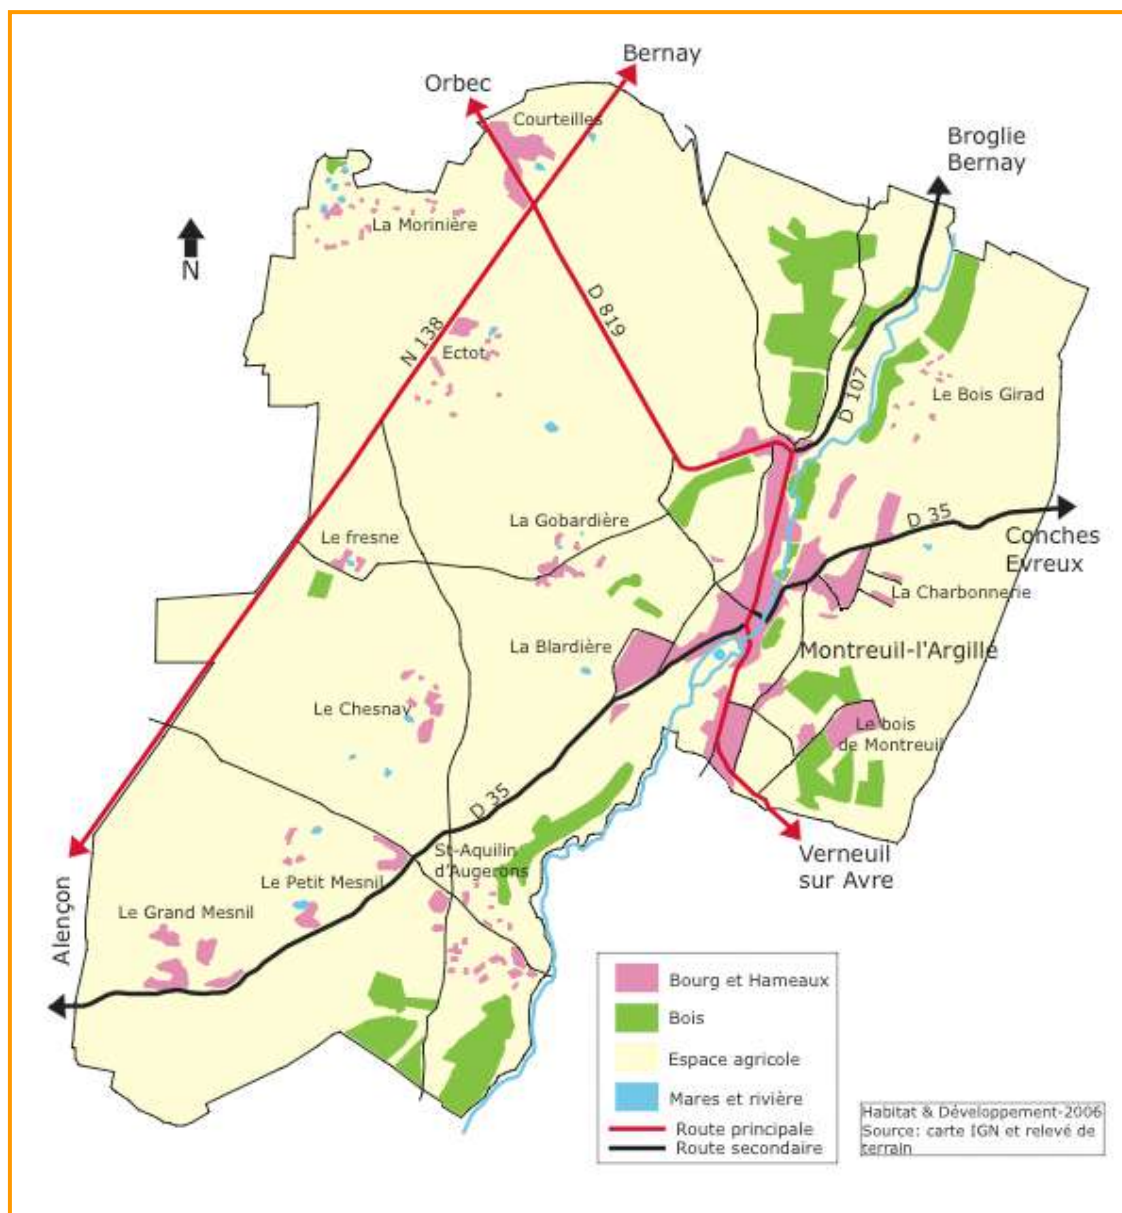 Bernay
Orbec
Courteilles
Broglie
Bernay
La Morinière
N
D 819
N 138
Ectot
D 107
Le Bois Girad
La Gobardière
D 35
Le fresne
Conches
Evreux
La Charbonnerie
La Blardière
Montreuil-l'Argillé
Le Chesnay
Le bois
de Montreuil
D 35
St-Aquilin
d'Augerons
Verneuil
sur Avre
Le Petit Mesnil
Alençon
Le Grand Mesnil
Bourg et Hameaux
Bois
Espace agricole
Mares et rivière
Route principale
Route secondaire
Habitat & Développement-2006
Source: carte IGN et relevé de
terrain